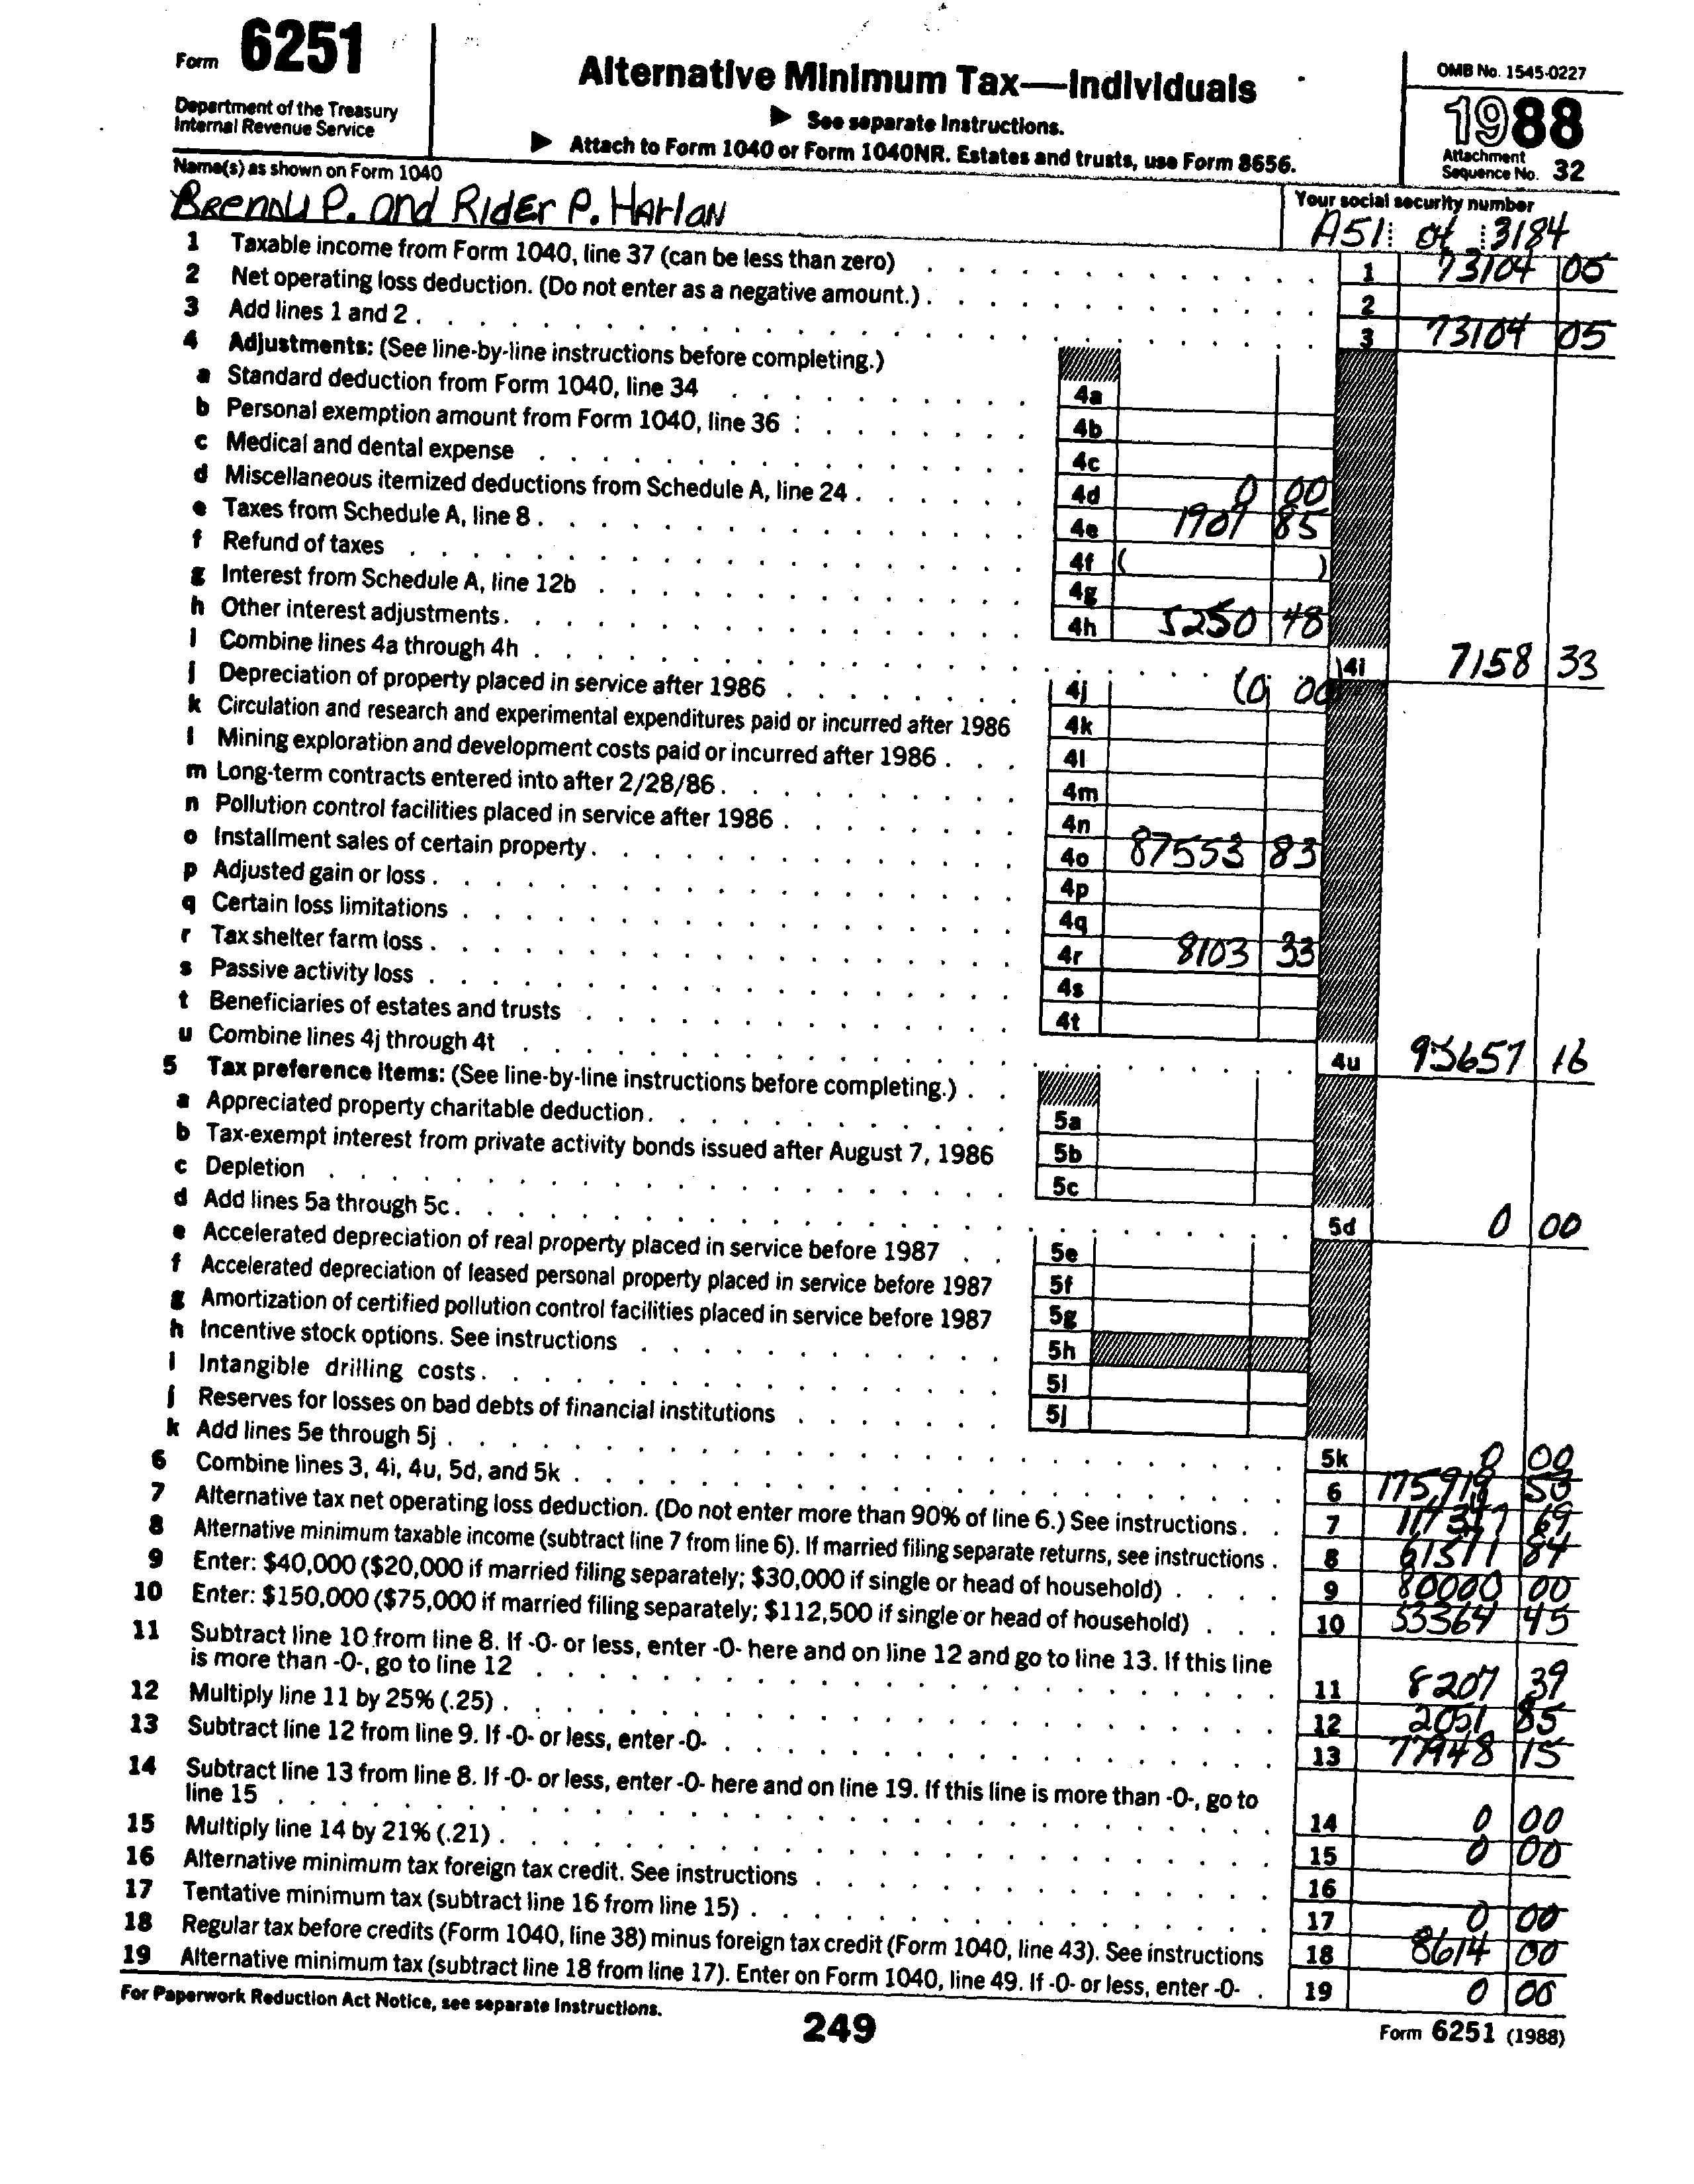 Form 6251
Department of the Treasury
Internal Revenue Service
Alternative Minimum Tax—Individuals
▶ See separate Instructions.
▶ Attach to Form 1040 or Form 1040NR. Estates and trusts, use Form 8656.
OMB No. 1545-0227
1988
Attachment
Sequence No. 32
Name(s) as shown on Form 1040
P. and Rider P. Harlan
Your social security number
A51 04 3184
1 Taxable income from Form 1040, line 37 (can be less than zero) 1 73104 05
2 Net operating loss deduction. (Do not enter as a negative amount.) 2
3 Add lines 1 and 2 3 73104 05
4 Adjustments: (See line-by-line instructions before completing.)
a Standard deduction from Form 1040, line 34 4a
b Personal exemption amount from Form 1040, line 36 4b
c Medical and dental expense 4c
d Miscellaneous itemized deductions from Schedule A, line 24 4d 0 00
e Taxes from Schedule A, line 8 4e 1907 85
f Refund of taxes 4f ( )
g Interest from Schedule A, line 12b 4g
h Other interest adjustments 4h 5250 48
i Combine lines 4a through 4h 4i 7158 33
j Depreciation of property placed in service after 1986 4j (0 00
k Circulation and research and experimental expenditures paid or incurred after 1986 4k
l Mining exploration and development costs paid or incurred after 1986 4l
m Long-term contracts entered into after 2/28/86 4m
n Pollution control facilities placed in service after 1986 4n
o Installment sales of certain property 4o 87553 83
p Adjusted gain or loss 4p
q Certain loss limitations 4q
r Tax shelter farm loss 4r 8103 33
s Passive activity loss 4s
t Beneficiaries of estates and trusts 4t
u Combine lines 4j through 4t 4u 95657 16
5 Tax preference items: (See line-by-line instructions before completing.)
a Appreciated property charitable deduction 5a
b Tax-exempt interest from private activity bonds issued after August 7, 1986 5b
c Depletion 5c
d Add lines 5a through 5c 5d 0 00
e Accelerated depreciation of real property placed in service before 1987 5e
f Accelerated depreciation of leased personal property placed in service before 1987 5f
g Amortization of certified pollution control facilities placed in service before 1987 5g
h Incentive stock options. See instructions 5h
i Intangible drilling costs 5i
j Reserves for losses on bad debts of financial institutions 5j
k Add lines 5e through 5j 5k 0 00
6 Combine lines 3, 4i, 4u, 5d, and 5k 6
7 Alternative tax net operating loss deduction. (Do not enter more than 90% of line 6.) See instructions 7
8 Alternative minimum taxable income (subtract line 7 from line 6). If married filing separate returns, see instructions 8 61571 84
9 Enter: $40,000 ($20,000 if married filing separately; $30,000 if single or head of household) 9 80000 00
10 Enter: $150,000 ($75,000 if married filing separately; $112,500 if single or head of household) 10 53364 45
11 Subtract line 10 from line 8. If -0- or less, enter -0- here and on line 12 and go to line 13. If this line
is more than -0-, go to line 12 11 8207 39
12 Multiply line 11 by 25% (.25) 12 2051 85
13 Subtract line 12 from line 9. If -0- or less, enter -0- 13 77948 15
14 Subtract line 13 from line 8. If -0- or less, enter -0- here and on line 19. If this line is more than -0-, go to
line 15 14 0 00
15 Multiply line 14 by 21% (.21) 15 0 00
16 Alternative minimum tax foreign tax credit. See instructions 16
17 Tentative minimum tax (subtract line 16 from line 15) 17 0 00
18 Regular tax before credits (Form 1040, line 38) minus foreign tax credit (Form 1040, line 43). See instructions 18 8614 00
19 Alternative minimum tax (subtract line 18 from line 17). Enter on Form 1040, line 49. If -0- or less, enter -0- 19 0 00
For Paperwork Reduction Act Notice, see separate Instructions.
249
Form 6251 (1988)